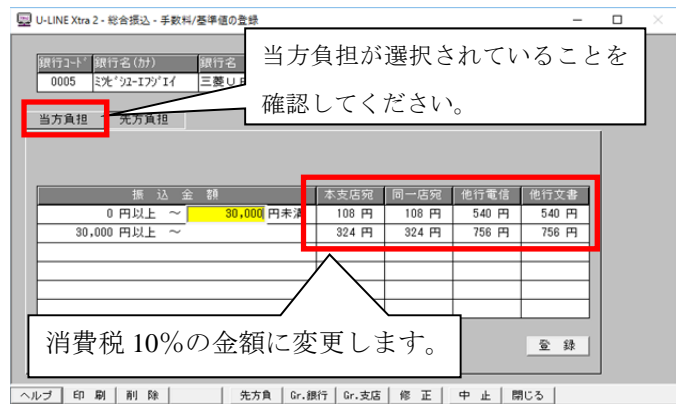 U-LINE Xtra 2 - 総合振込 - 手数料/基準値の登録
銀行ｺｰﾄﾞ 銀行名(ｶﾅ) 銀行名
0005 ﾐﾂﾋﾞｼﾕ-ｴﾌｼﾞｴｲ 三菱U
当方負担が選択されていることを
確認してください。
当方負担 先方負担
振 込 金 額 本支店宛 同一店宛 他行電信 他行文書
0 円以上 ～ 30,000 円未満 108 円 108 円 540 円 540 円
30,000 円以上 ～ 324 円 324 円 756 円 756 円
消費税 10％の金額に変更します。
登 録
ヘルプ 印 刷 削 除 先方負 Gr.銀行 Gr.支店 修 正 中 止 閉じる